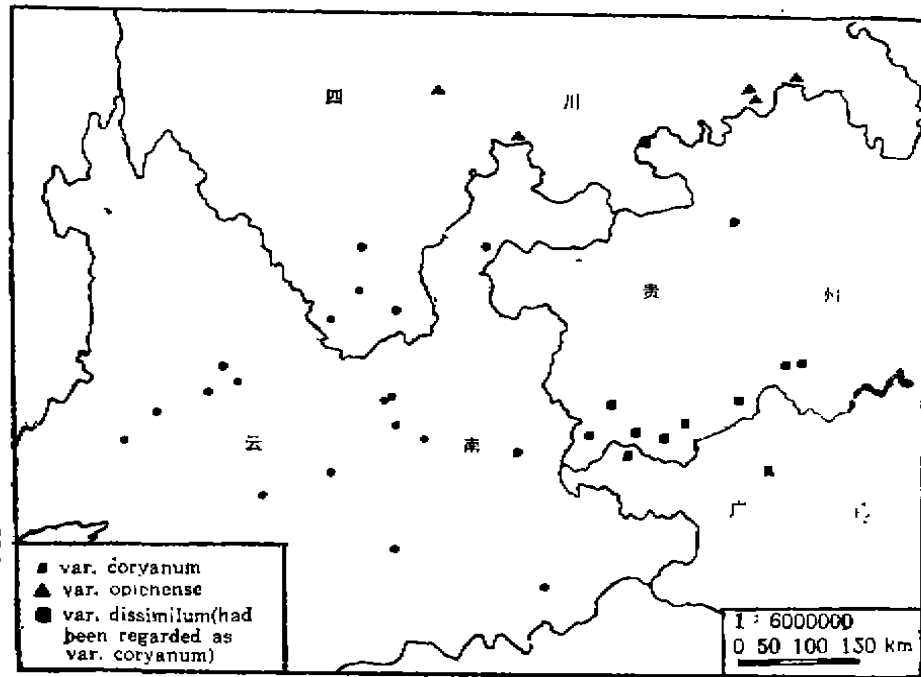 四 川
贵 州
云 南
广
var. coryanum
var. opichense
var. dissimilum(had
been regarded as
var. coryanum)
1 : 6000000
0 50 100 150 km